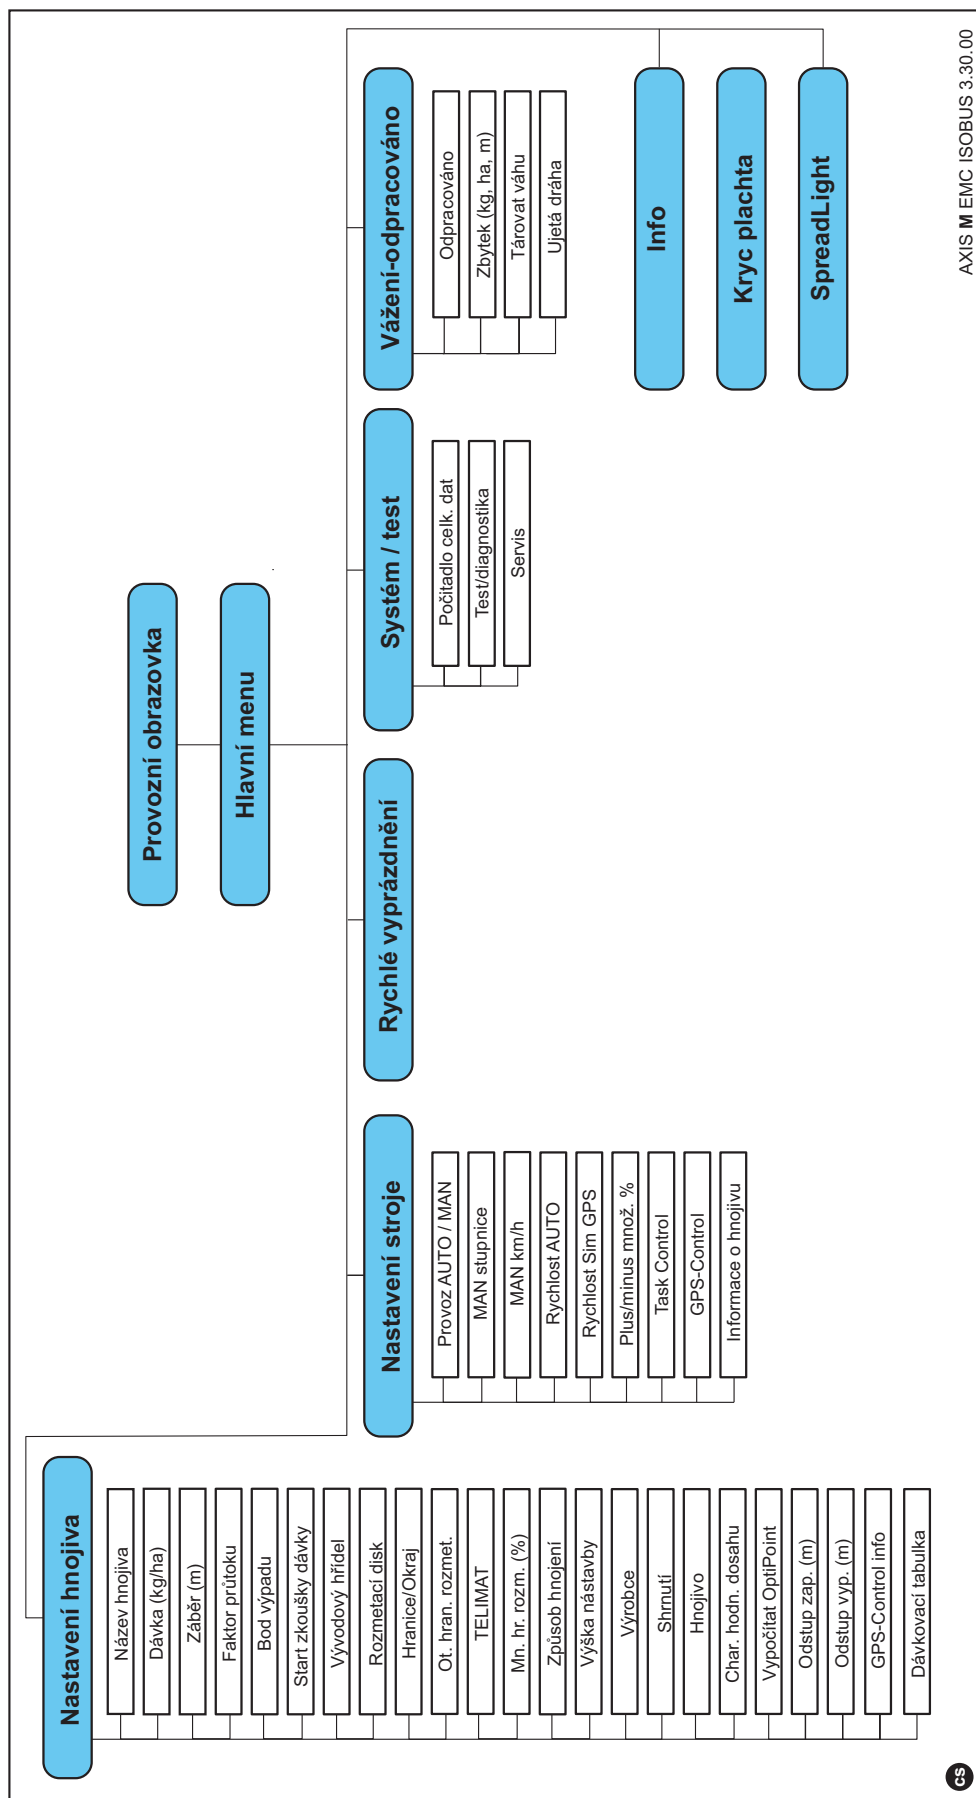 Provozní obrazovka
Hlavní menu
Nastavení hnojiva
Název hnojiva
Dávka (kg/ha)
Záběr (m)
Faktor průtoku
Bod výpadu
Start zkoušky dávky
Vývodový hřídel
Rozmetací disk
Hranice/Okraj
Ot. hran. rozmet.
TELIMAT
Mn. hr. rozm. (%)
Způsob hnojení
Výška nástavby
Výrobce
Shrnutí
Hnojivo
Char. hodn. dosahu
Vypočítat OptiPoint
Odstup zap. (m)
Odstup vyp. (m)
GPS-Control info
Dávkovací tabulka
Nastavení stroje
Provoz AUTO / MAN
MAN stupnice
MAN km/h
Rychlost AUTO
Rychlost Sim GPS
Plus/minus množ. %
Task Control
GPS-Control
Informace o hnojivu
Rychlé vyprázdnění
Systém / test
Počitadlo celk. dat
Test/diagnostika
Servis
Vážení-odpracováno
Odpracováno
Zbytek (kg, ha, m)
Tárovat váhu
Ujetá dráha
Info
Kryc plachta
SpreadLight
cs
AXIS M EMC ISOBUS 3.30.00